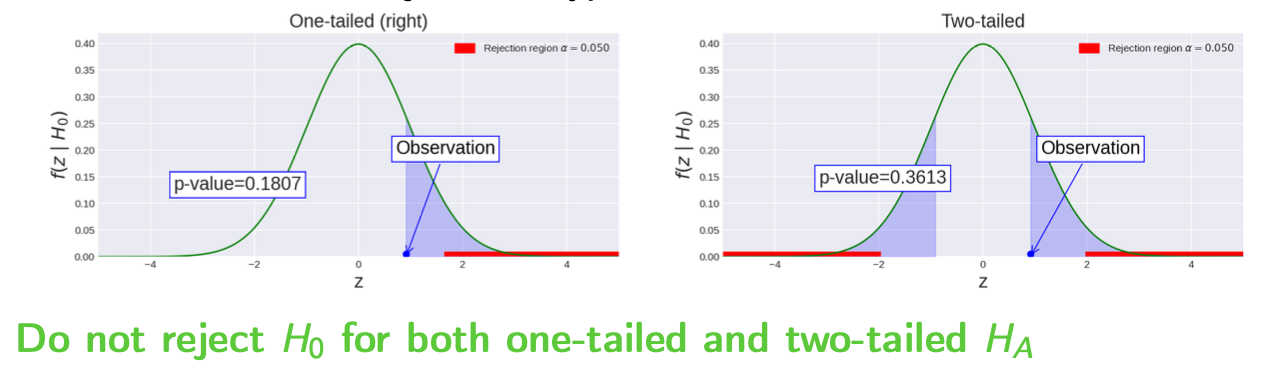 One-tailed (right)
Rejection region α = 0.050
0.40
0.35
0.30
0.25
0.20
0.15
0.10
0.05
0.00
f(z | H₀)
Observation
p-value=0.1807
−4 −2 0 2 4
z
Two-tailed
Rejection region α = 0.050
0.40
0.35
0.30
0.25
0.20
0.15
0.10
0.05
0.00
f(z | H₀)
Observation
p-value=0.3613
−4 −2 0 2 4
z
Do not reject H₀ for both one-tailed and two-tailed H_A